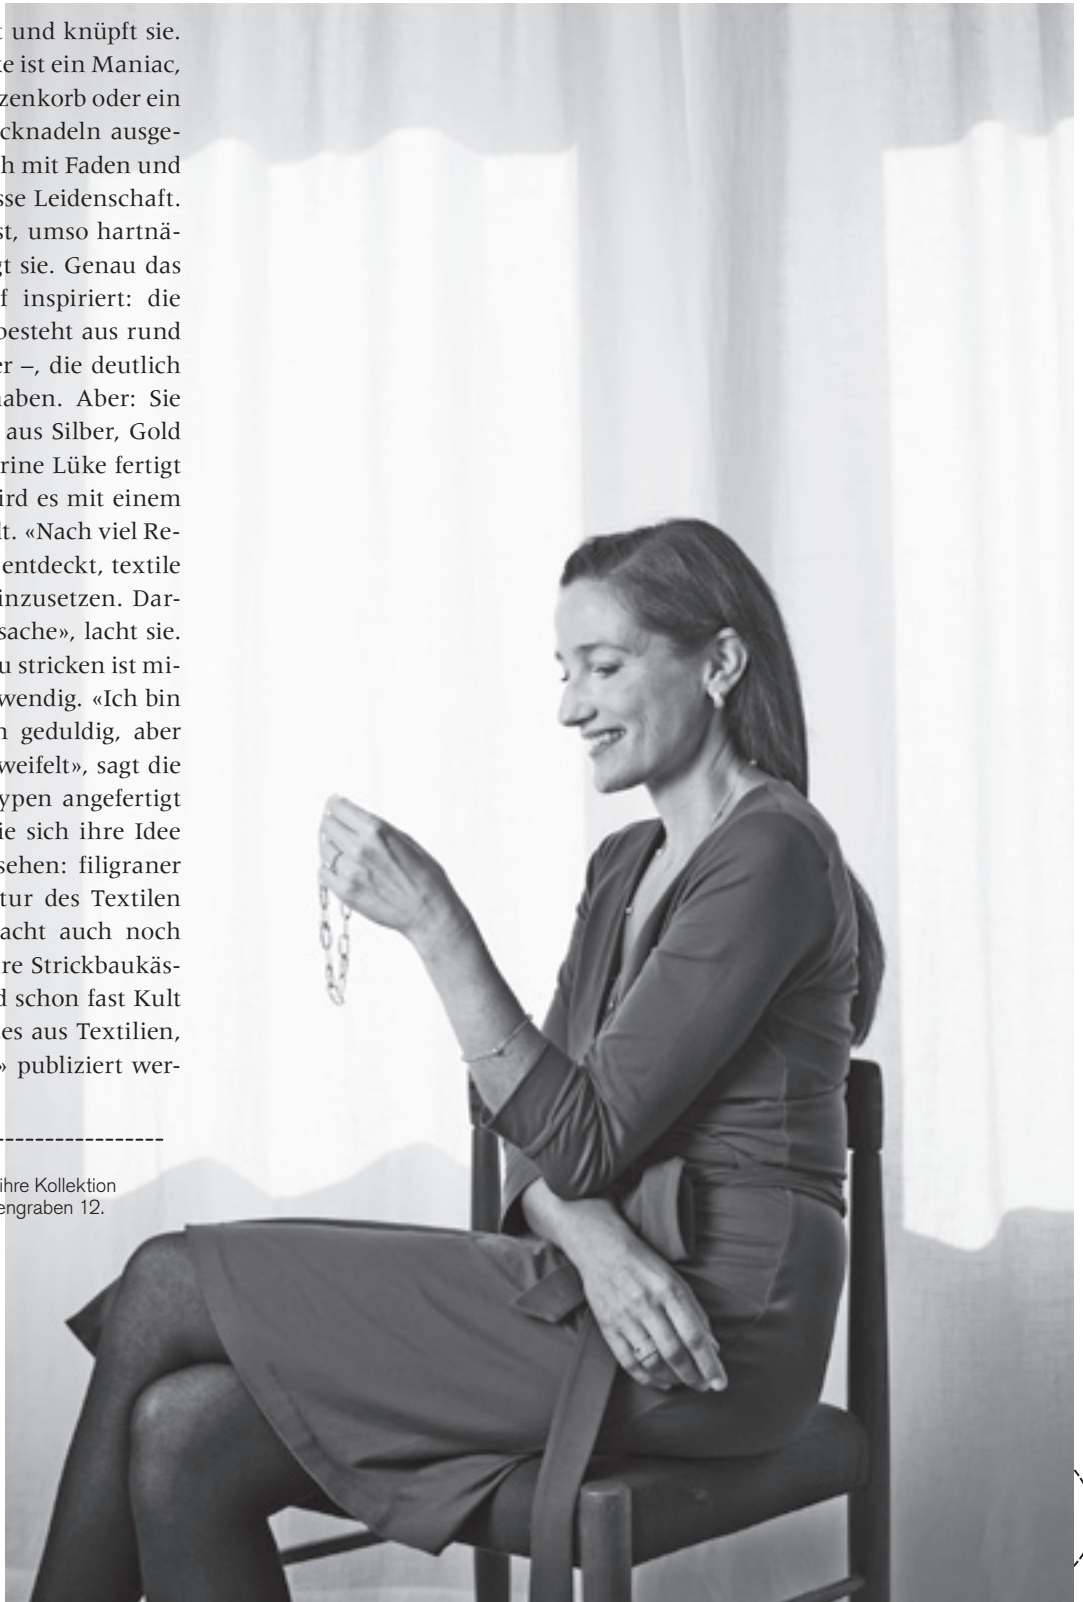 t und knüpft sie.
ke ist ein Maniac,
zenkorb oder ein
cknadeln ausge-
h mit Faden und
sse Leidenschaft.
st, umso hartnä-
gt sie. Genau das
f inspiriert: die
besteht aus rund
er –, die deutlich
haben. Aber: Sie
aus Silber, Gold
rine Lüke fertigt
ird es mit einem
lt. «Nach viel Re-
entdeckt, textile
inzusetzen. Dar-
sache», lacht sie.
u stricken ist mi-
wendig. «Ich bin
n geduldig, aber
weifelt», sagt die
ypen angefertigt
ie sich ihre Idee
sehen: filigraner
tur des Textilen
acht auch noch
re Strickbaukäs-
d schon fast Kult
es aus Textilien,
» publiziert wer-
ihre Kollektion
engraben 12.